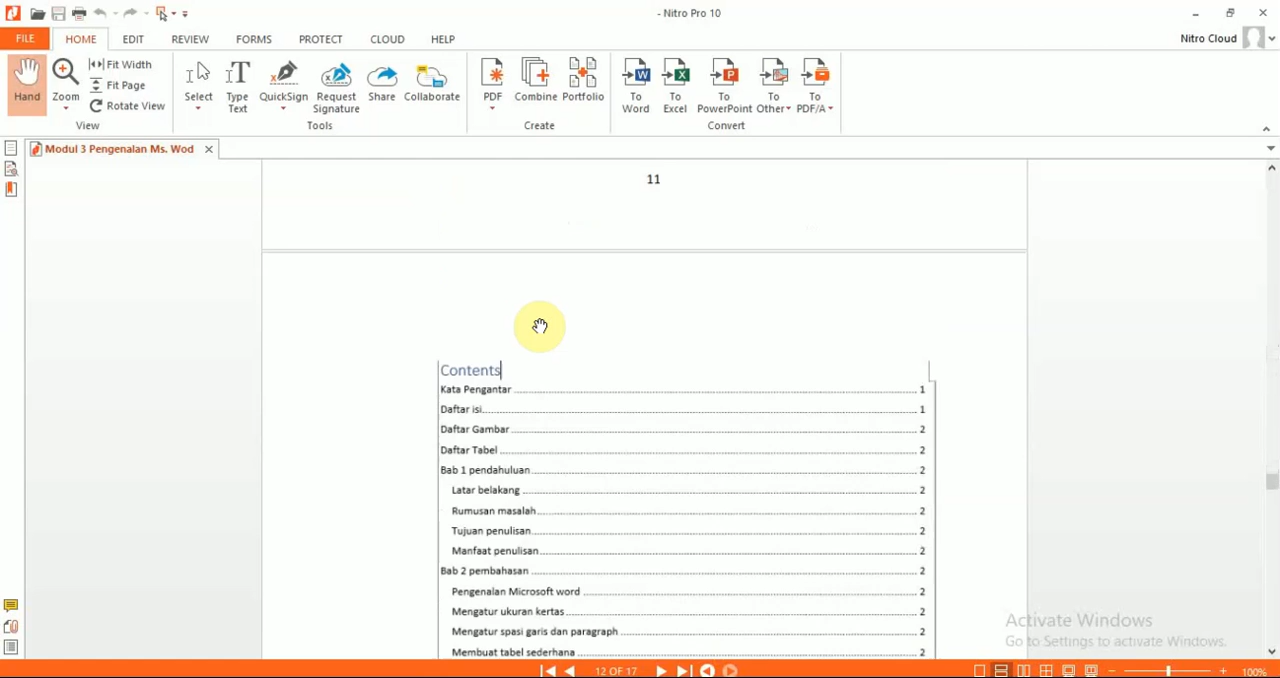 - Nitro Pro 10
FILE HOME EDIT REVIEW FORMS PROTECT CLOUD HELP
Nitro Cloud
Hand
Zoom
Fit Width
Fit Page
Rotate View
View
Select
Type Text
QuickSign
Request Signature
Share
Collaborate
Tools
PDF
Combine
Portfolio
Create
To Word
To Excel
To PowerPoint
To Other
To PDF/A
Convert
Modul 3 Pengenalan Ms. Wod
11
Contents
Kata Pengantar 1
Daftar isi 1
Daftar Gambar 2
Daftar Tabel 2
Bab 1 pendahuluan 2
Latar belakang 2
Rumusan masalah 2
Tujuan penulisan 2
Manfaat penulisan 2
Bab 2 pembahasan 2
Pengenalan Microsoft word 2
Mengatur ukuran kertas 2
Mengatur spasi garis dan paragraph 2
Membuat tabel sederhana 2
Activate Windows
Go to Settings to activate Windows.
12 OF 17
100%